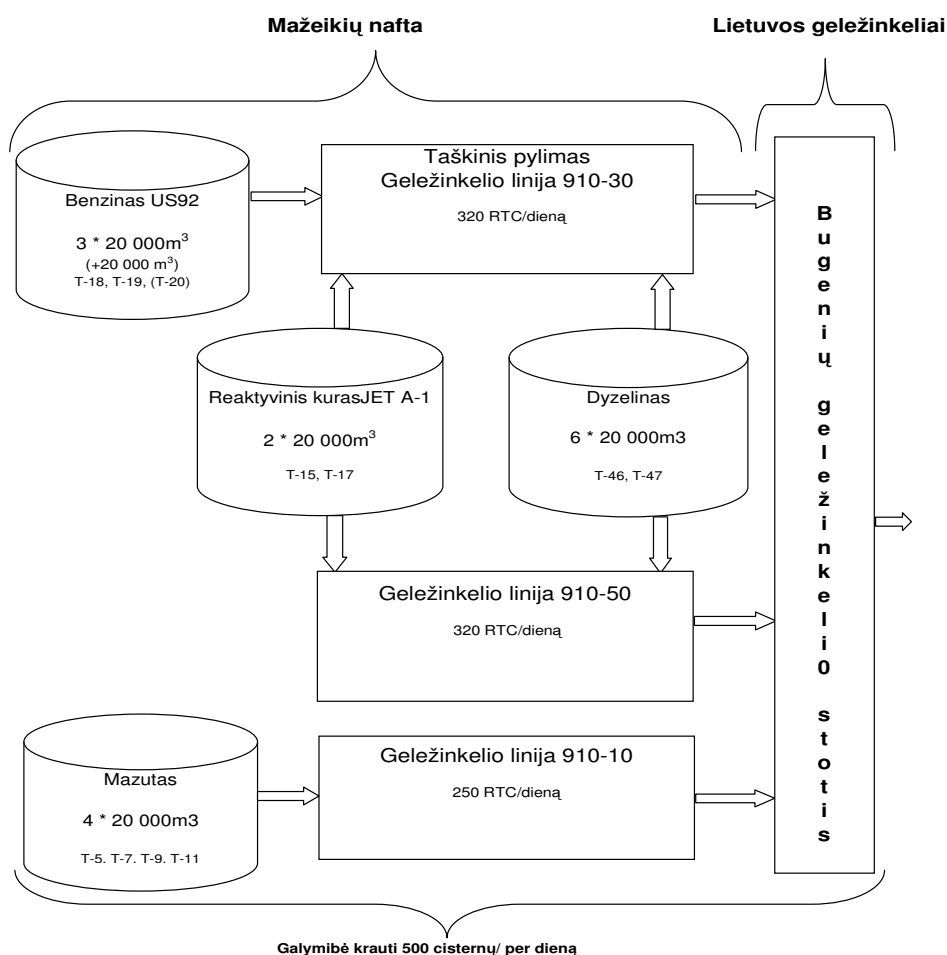 Mažeikių nafta
Lietuvos geležinkeliai
Benzinas US92
3 * 20 000m³
(+20 000 m³)
T-18, T-19, (T-20)
Taškinis pylimas
Geležinkelio linija 910-30
320 RTC/dieną
Reaktyvinis kurasJET A-1
2 * 20 000m³
T-15, T-17
Dyzelinas
6 * 20 000m3
T-46, T-47
Geležinkelio linija 910-50
320 RTC/dieną
Mazutas
4 * 20 000m3
T-5. T-7. T-9. T-11
Geležinkelio linija 910-10
250 RTC/dieną
Bugenių geležinkeli0 stotis
Galymibė krauti 500 cisternų/ per dieną